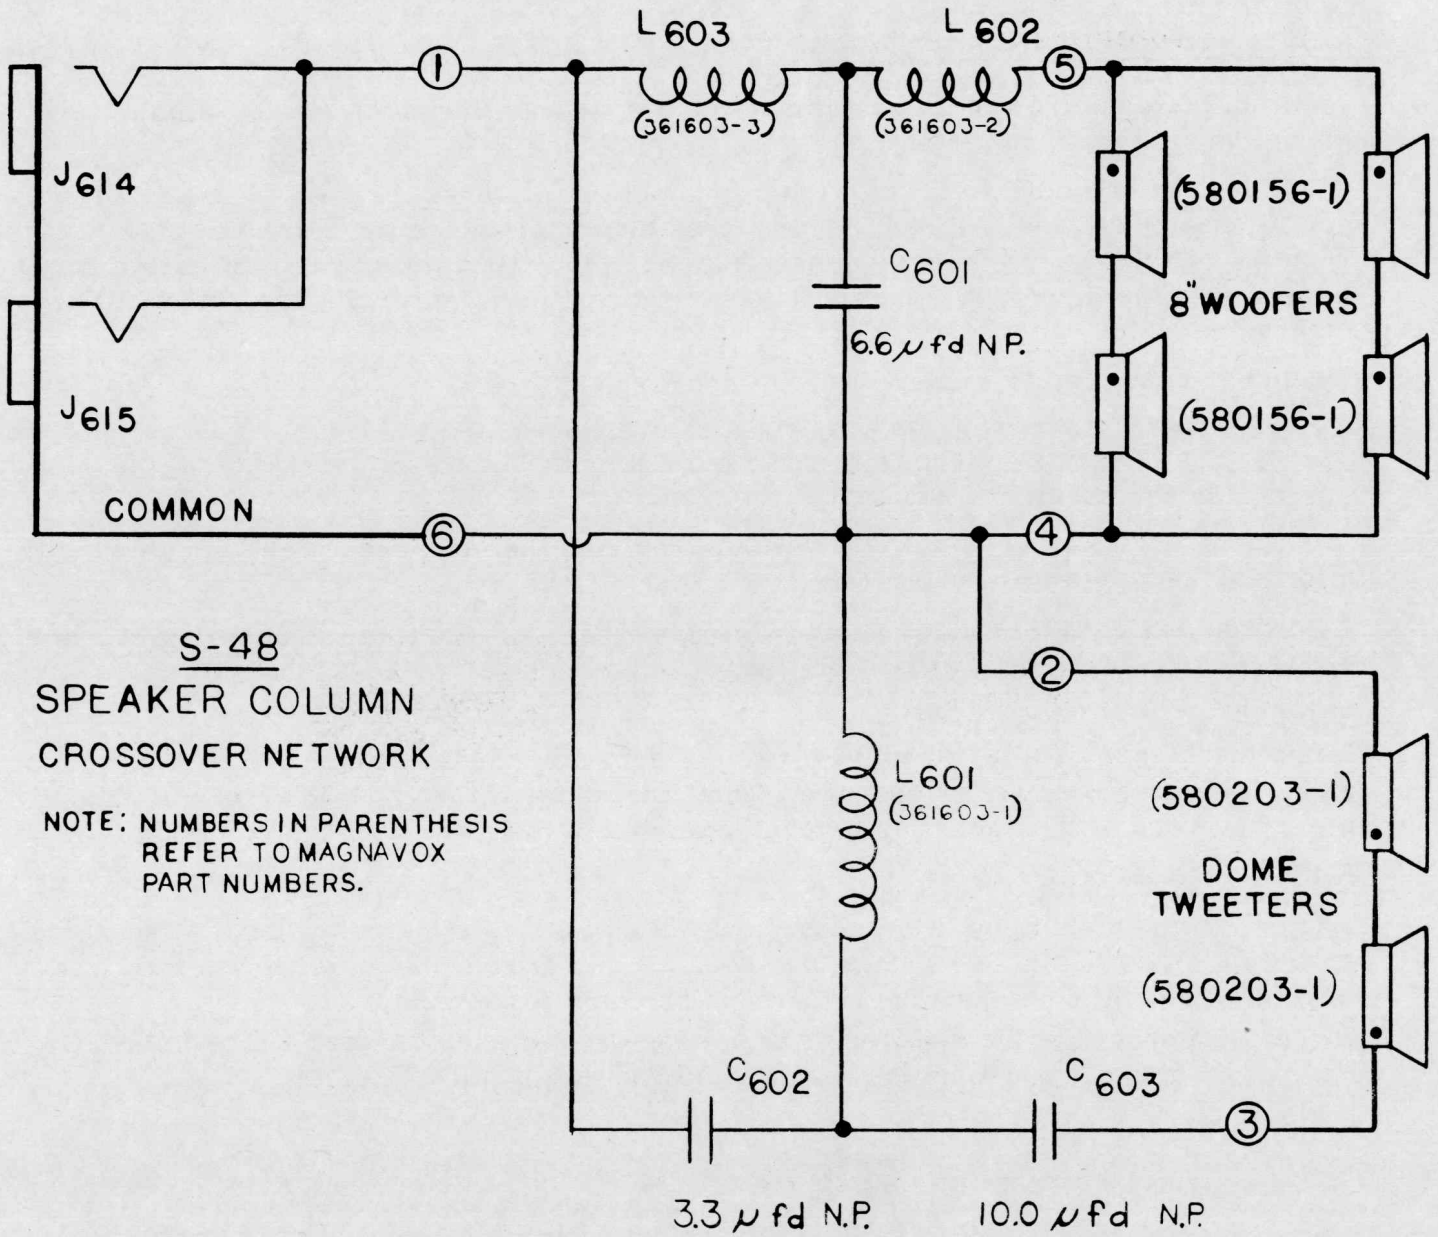 L603
L602
1
5
(361603-3)
(361603-2)
J614
(580156-1)
C601
8" WOOFERS
6.6 µfd N.P.
J615
(580156-1)
COMMON
6
4
S-48
SPEAKER COLUMN
CROSSOVER NETWORK
NOTE: NUMBERS IN PARENTHESIS
REFER TO MAGNAVOX
PART NUMBERS.
2
L601
(361603-1)
(580203-1)
DOME
TWEETERS
(580203-1)
C602
C603
3
3.3 µfd N.P.
10.0 µfd N.P.